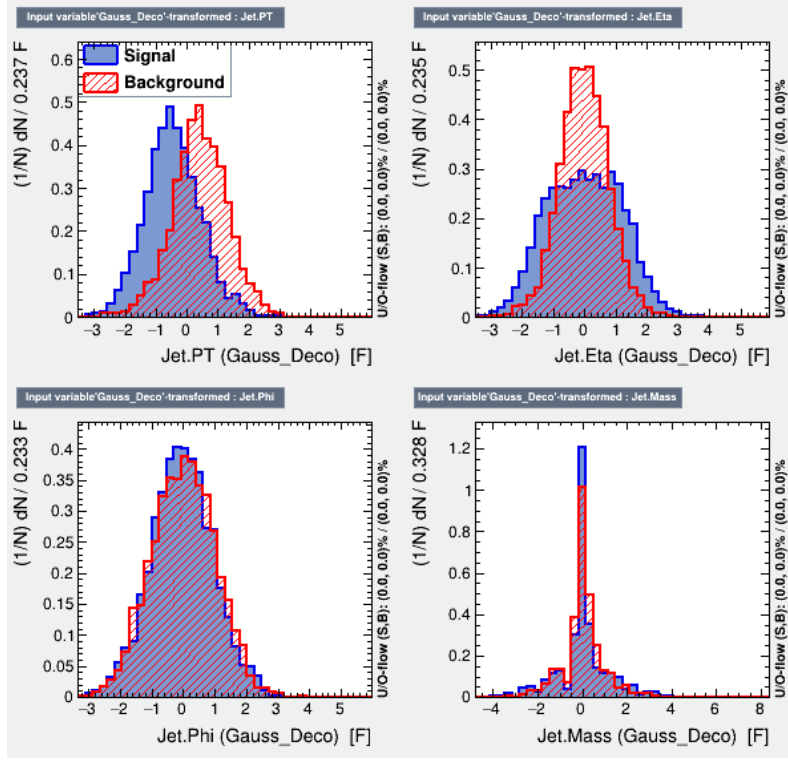 Input variable'Gauss_Deco'-transformed : Jet.PT
(1/N) dN / 0.237 F
Signal
Background
0.6
0.5
0.4
0.3
0.2
0.1
0
−3 −2 −1 0 1 2 3 4 5
Jet.PT (Gauss_Deco) [F]
U/O-flow (S,B): (0.0, 0.0)% / (0.0, 0.0)%
Input variable'Gauss_Deco'-transformed : Jet.Eta
(1/N) dN / 0.235 F
0.5
0.4
0.3
0.2
0.1
0
−3 −2 −1 0 1 2 3 4 5
Jet.Eta (Gauss_Deco) [F]
U/O-flow (S,B): (0.0, 0.0)% / (0.0, 0.0)%
Input variable'Gauss_Deco'-transformed : Jet.Phi
(1/N) dN / 0.233 F
0.4
0.35
0.3
0.25
0.2
0.15
0.1
0.05
0
−3 −2 −1 0 1 2 3 4 5
Jet.Phi (Gauss_Deco) [F]
U/O-flow (S,B): (0.0, 0.0)% / (0.0, 0.0)%
Input variable'Gauss_Deco'-transformed : Jet.Mass
(1/N) dN / 0.328 F
1.2
1
0.8
0.6
0.4
0.2
0
−4 −2 0 2 4 6 8
Jet.Mass (Gauss_Deco) [F]
U/O-flow (S,B): (0.0, 0.0)% / (0.0, 0.0)%